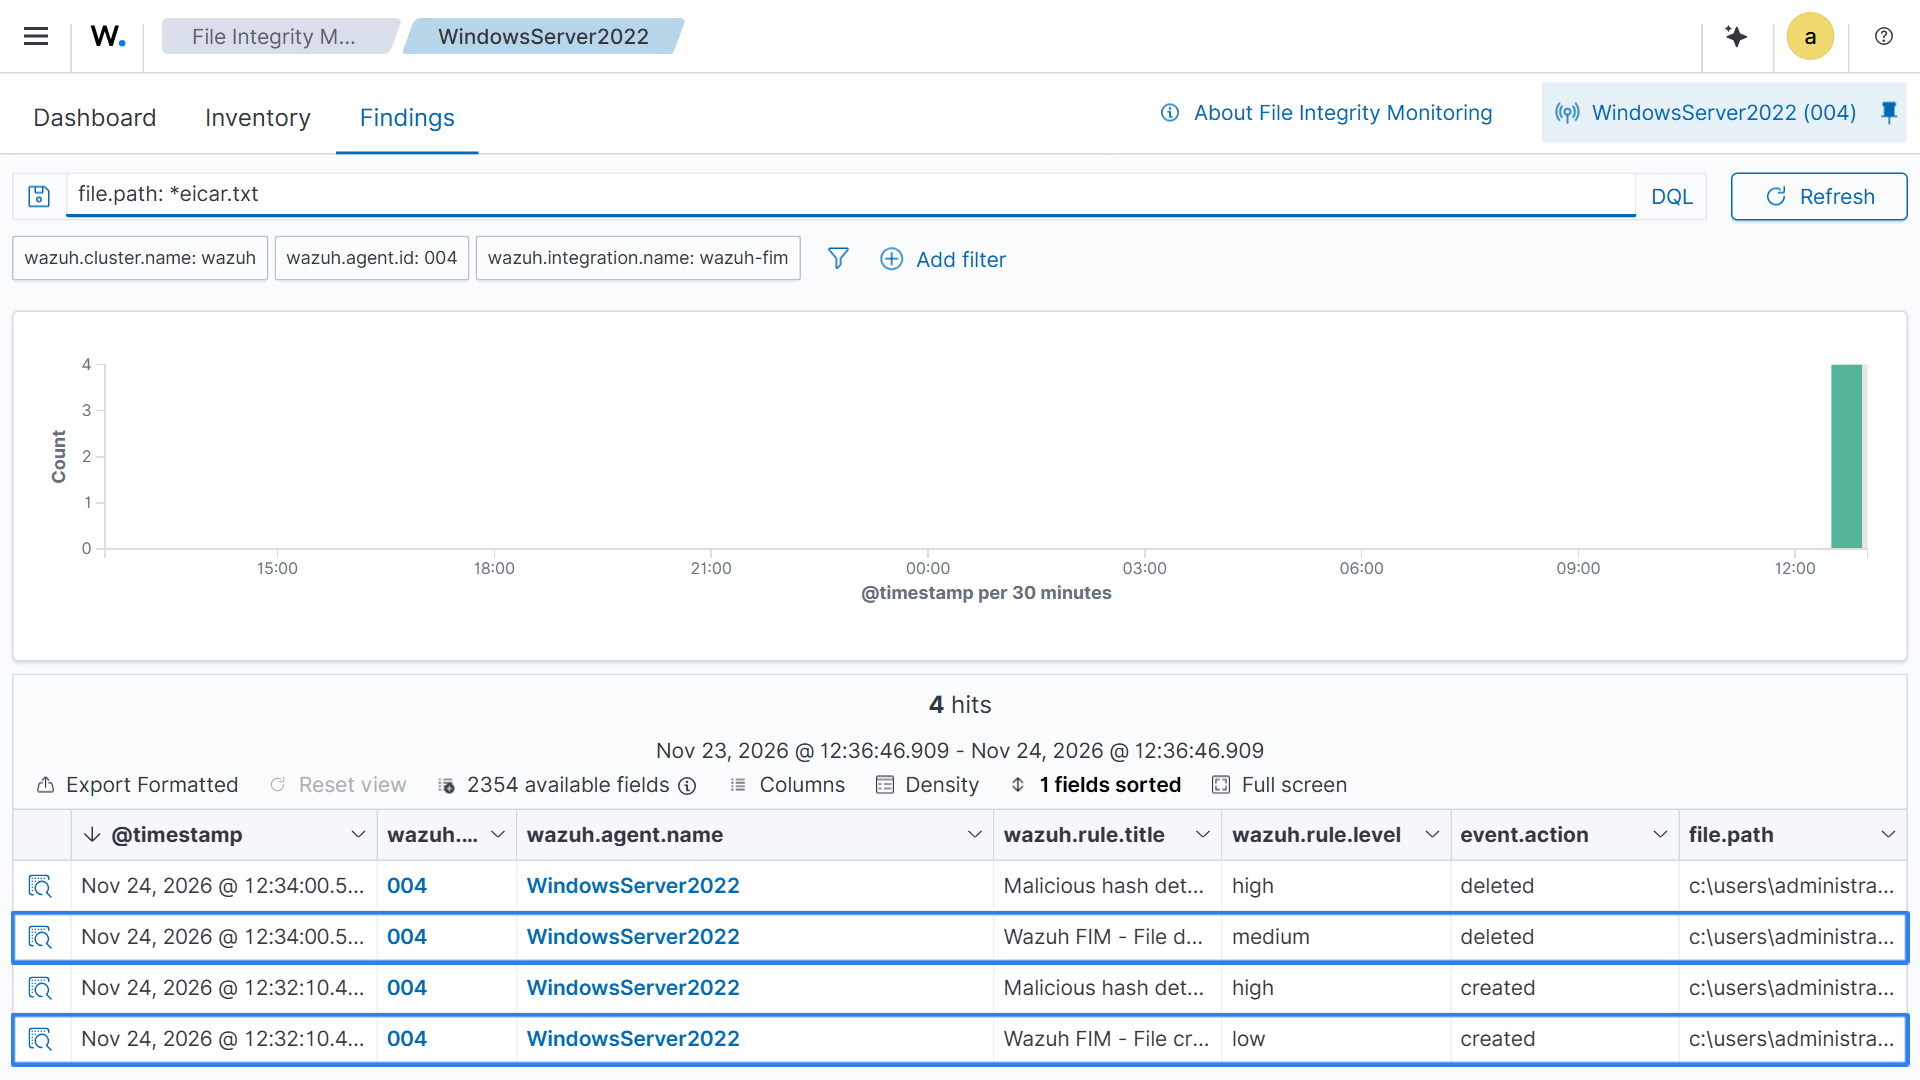 W. File Integrity M... WindowsServer2022 a
Dashboard Inventory Findings About File Integrity Monitoring WindowsServer2022 (004)
file.path: *eicar.txt DQL Refresh
wazuh.cluster.name: wazuh wazuh.agent.id: 004 wazuh.integration.name: wazuh-fim Add filter
4
3
2
1
0
Count
15:00 18:00 21:00 00:00 03:00 06:00 09:00 12:00
@timestamp per 30 minutes
4 hits
Nov 23, 2026 @ 12:36:46.909 - Nov 24, 2026 @ 12:36:46.909
Export Formatted Reset view 2354 available fields Columns Density 1 fields sorted Full screen
@timestamp wazuh.... wazuh.agent.name wazuh.rule.title wazuh.rule.level event.action file.path
Nov 24, 2026 @ 12:34:00.5... 004 WindowsServer2022 Malicious hash det... high deleted c:\users\administra...
Nov 24, 2026 @ 12:34:00.5... 004 WindowsServer2022 Wazuh FIM - File d... medium deleted c:\users\administra...
Nov 24, 2026 @ 12:32:10.4... 004 WindowsServer2022 Malicious hash det... high created c:\users\administra...
Nov 24, 2026 @ 12:32:10.4... 004 WindowsServer2022 Wazuh FIM - File cr... low created c:\users\administra...